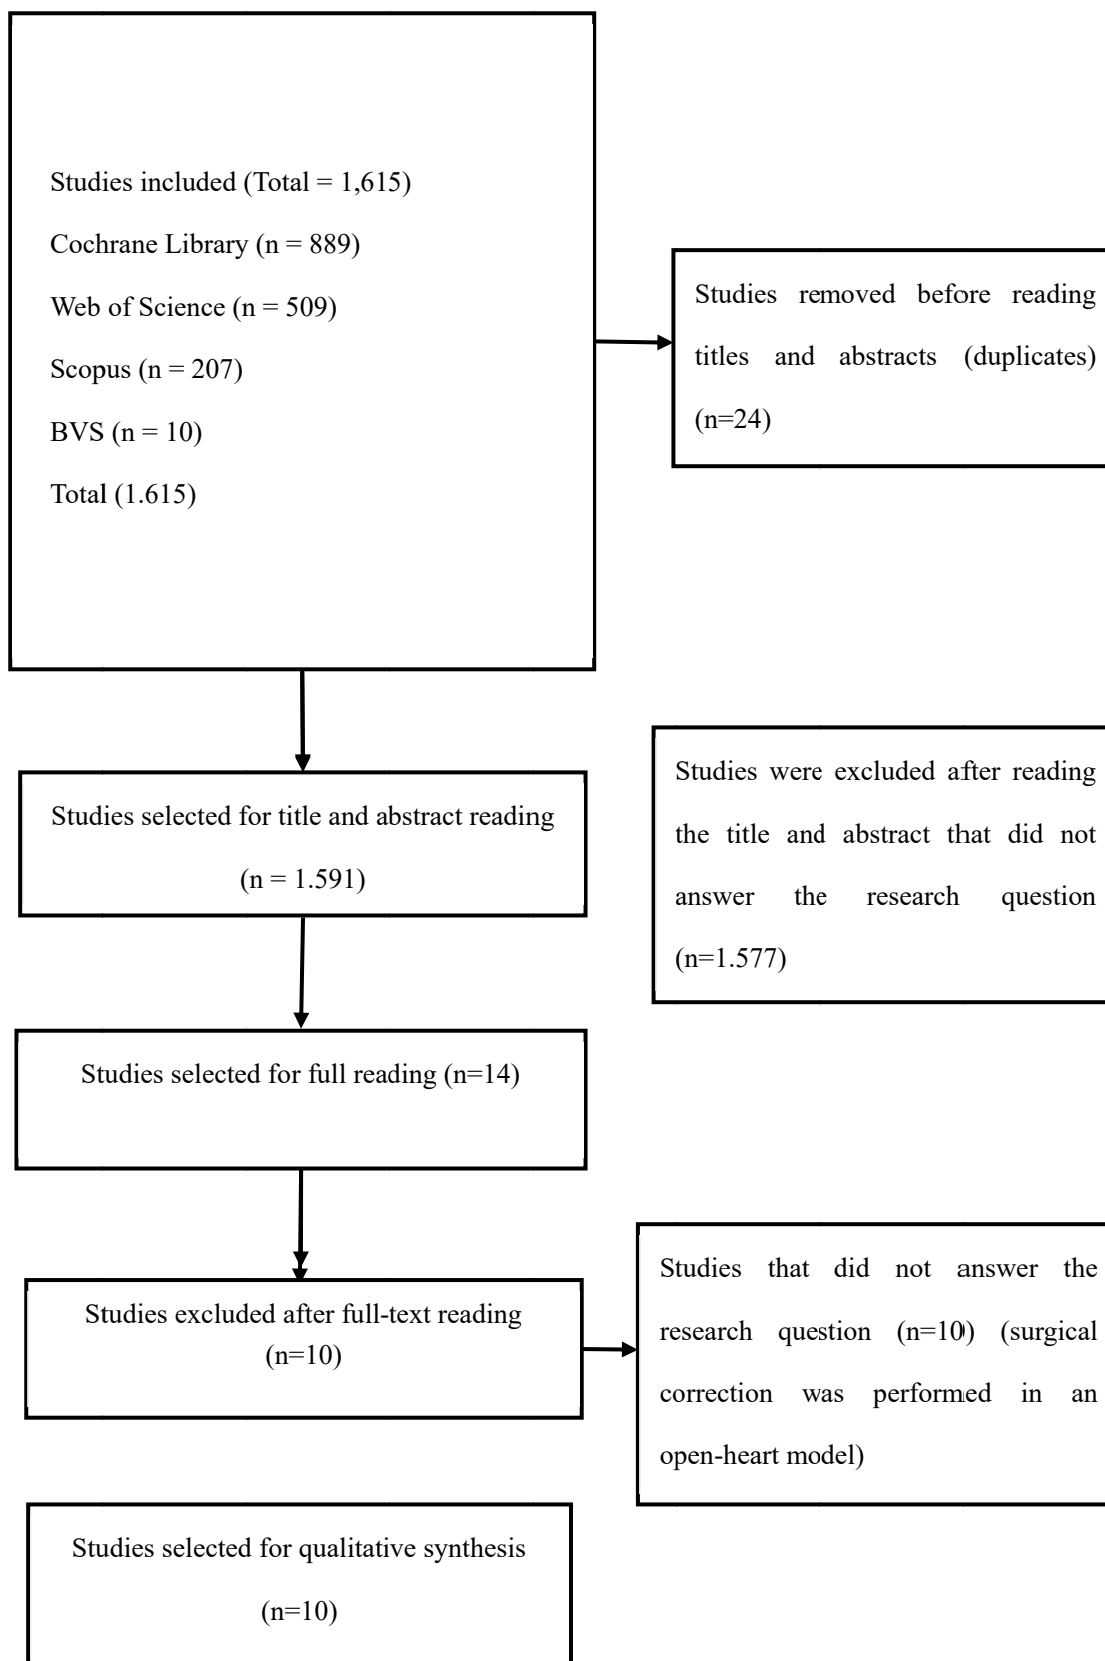 Studies included (Total = 1,615)
Cochrane Library (n = 889)
Web of Science (n = 509)
Scopus (n = 207)
BVS (n = 10)
Total (1.615)
Studies removed before reading
titles and abstracts (duplicates)
(n=24)
Studies selected for title and abstract reading
(n = 1.591)
Studies were excluded after reading
the title and abstract that did not
answer the research question
(n=1.577)
Studies selected for full reading (n=14)
Studies excluded after full-text reading
(n=10)
Studies that did not answer the
research question (n=10) (surgical
correction was performed in an
open-heart model)
Studies selected for qualitative synthesis
(n=10)